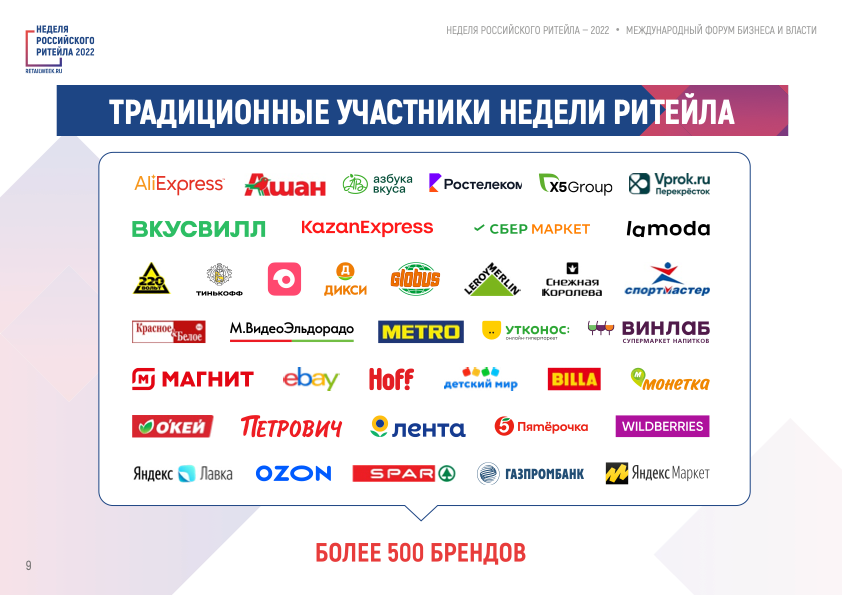 НЕДЕЛЯ
РОССИЙСКОГО
РИТЕЙЛА 2022
RETAILWEEK.RU
НЕДЕЛЯ РОССИЙСКОГО РИТЕЙЛА – 2022 • МЕЖДУНАРОДНЫЙ ФОРУМ БИЗНЕСА И ВЛАСТИ
ТРАДИЦИОННЫЕ УЧАСТНИКИ НЕДЕЛИ РИТЕЙЛА
AliExpress
Ашан
АВ азбука
вкуса
Ростелеком
X5Group
Vprok.ru
Перекрёсток
ВКУСВИЛЛ
KazanExpress
СБЕР МАРКЕТ
lamoda
220
ВОЛЬТ
ТИНЬКОФФ
Д
ДИКСИ
GLOBUS
LEROY MERLIN
СНЕЖНАЯ
КОРОЛЕВА
спортмастер
Красное
&Белое
М.ВидеоЭльдорадо
METRO
УТКОНОС:
онлайн-гипермаркет
ВИНЛАБ
СУПЕРМАРКЕТ НАПИТКОВ
МАГНИТ
ebay
Hoff
детский мир
BILLA
монетка
О'КЕЙ
ПЕТРОВИЧ
лента
5 Пятёрочка
WILDBERRIES
Яндекс Лавка
OZON
SPAR
ГАЗПРОМБАНК
Яндекс Маркет
БОЛЕЕ 500 БРЕНДОВ
9